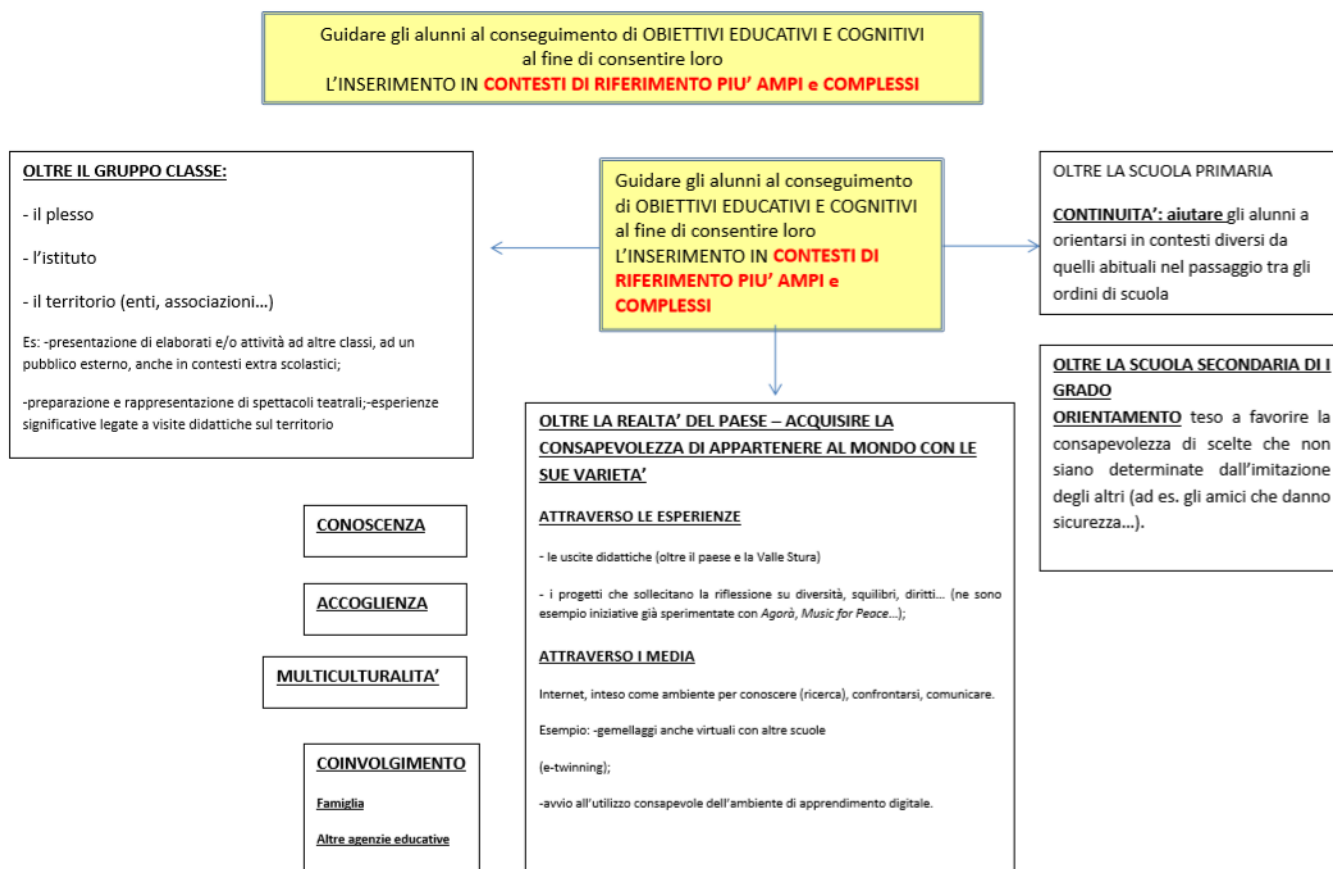 Guidare gli alunni al conseguimento di OBIETTIVI EDUCATIVI E COGNITIVI
al fine di consentire loro
L'INSERIMENTO IN CONTESTI DI RIFERIMENTO PIU' AMPI e COMPLESSI
OLTRE IL GRUPPO CLASSE:
- il plesso
- l'istituto
- il territorio (enti, associazioni...)
Es: -presentazione di elaborati e/o attività ad altre classi, ad un
pubblico esterno, anche in contesti extra scolastici;
-preparazione e rappresentazione di spettacoli teatrali;-esperienze
significative legate a visite didattiche sul territorio
Guidare gli alunni al conseguimento
di OBIETTIVI EDUCATIVI E COGNITIVI
al fine di consentire loro
L'INSERIMENTO IN CONTESTI DI
RIFERIMENTO PIU' AMPI e
COMPLESSI
OLTRE LA SCUOLA PRIMARIA
CONTINUITA': aiutare gli alunni a
orientarsi in contesti diversi da
quelli abituali nel passaggio tra gli
ordini di scuola
OLTRE LA SCUOLA SECONDARIA DI I
GRADO
ORIENTAMENTO teso a favorire la
consapevolezza di scelte che non
siano determinate dall'imitazione
degli altri (ad es. gli amici che danno
sicurezza...).
OLTRE LA REALTA' DEL PAESE – ACQUISIRE LA
CONSAPEVOLEZZA DI APPARTENERE AL MONDO CON LE
SUE VARIETA'
ATTRAVERSO LE ESPERIENZE
- le uscite didattiche (oltre il paese e la Valle Stura)
- i progetti che sollecitano la riflessione su diversità, squilibri, diritti... (ne sono
esempio iniziative già sperimentate con Agorà, Music for Peace...);
ATTRAVERSO I MEDIA
Internet, inteso come ambiente per conoscere (ricerca), confrontarsi, comunicare.
Esempio: -gemellaggi anche virtuali con altre scuole
(e-twinning);
-avvio all'utilizzo consapevole dell'ambiente di apprendimento digitale.
CONOSCENZA
ACCOGLIENZA
MULTICULTURALITA'
COINVOLGIMENTO
Famiglia
Altre agenzie educative